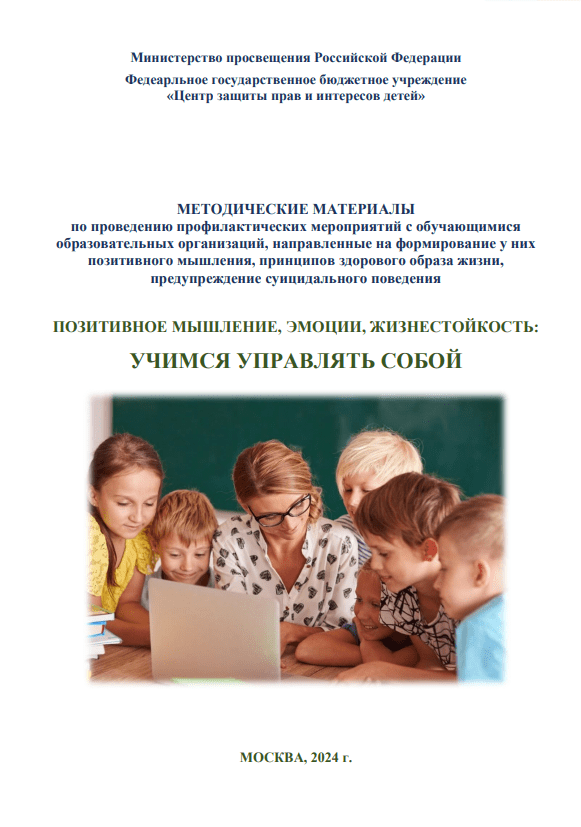 Министерство просвещения Российской Федерации
Федеарльное государственное бюджетное учреждение
«Центр защиты прав и интересов детей»
МЕТОДИЧЕСКИЕ МАТЕРИАЛЫ
по проведению профилактических мероприятий с обучающимися
образовательных организаций, направленные на формирование у них
позитивного мышления, принципов здорового образа жизни,
предупреждение суицидального поведения
ПОЗИТИВНОЕ МЫШЛЕНИЕ, ЭМОЦИИ, ЖИЗНЕСТОЙКОСТЬ:
УЧИМСЯ УПРАВЛЯТЬ СОБОЙ
МОСКВА, 2024 г.